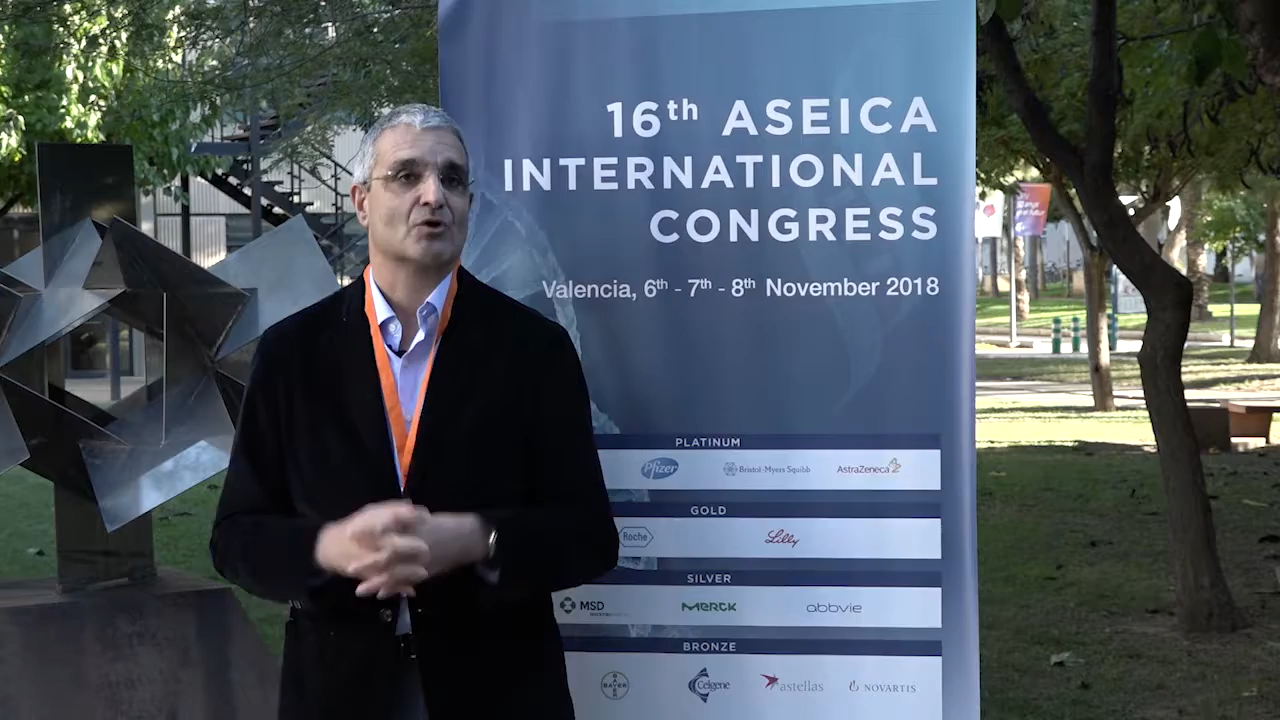 16th ASEICA
INTERNATIONAL
CONGRESS
Valencia, 6th - 7th - 8th November 2018
PLATINUM
Pfizer Bristol-Myers Squibb AstraZeneca
GOLD
Roche Lilly
SILVER
MSD MERCK abbvie
BRONZE
BAYER Celgene astellas NOVARTIS